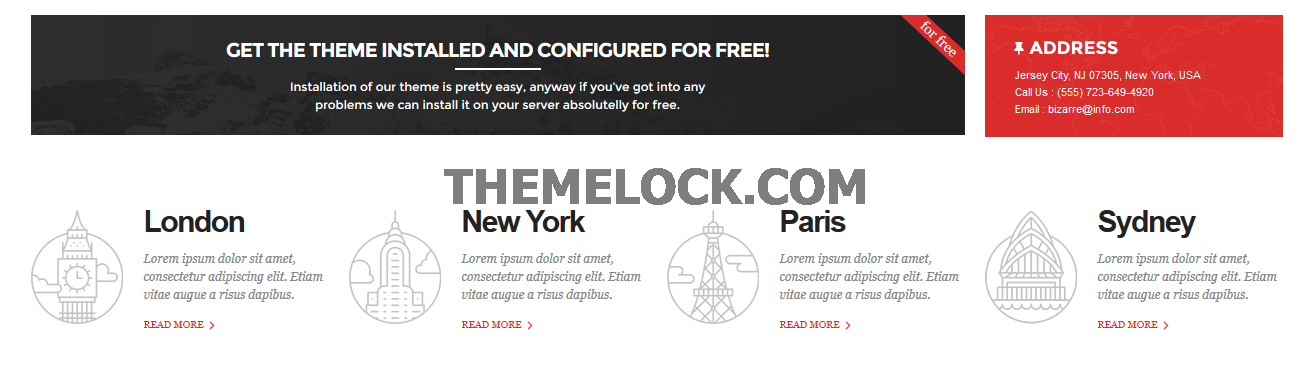 GET THE THEME INSTALLED AND CONFIGURED FOR FREE!
for free
Installation of our theme is pretty easy, anyway if you've got into any
problems we can install it on your server absolutelly for free.
ADDRESS
Jersey City, NJ 07305, New York, USA
Call Us : (555) 723-649-4920
Email : bizarre@info.com
THEMELOCK.COM
London
Lorem ipsum dolor sit amet,
consectetur adipiscing elit. Etiam
vitae augue a risus dapibus.
READ MORE
New York
Lorem ipsum dolor sit amet,
consectetur adipiscing elit. Etiam
vitae augue a risus dapibus.
READ MORE
Paris
Lorem ipsum dolor sit amet,
consectetur adipiscing elit. Etiam
vitae augue a risus dapibus.
READ MORE
Sydney
Lorem ipsum dolor sit amet,
consectetur adipiscing elit. Etiam
vitae augue a risus dapibus.
READ MORE